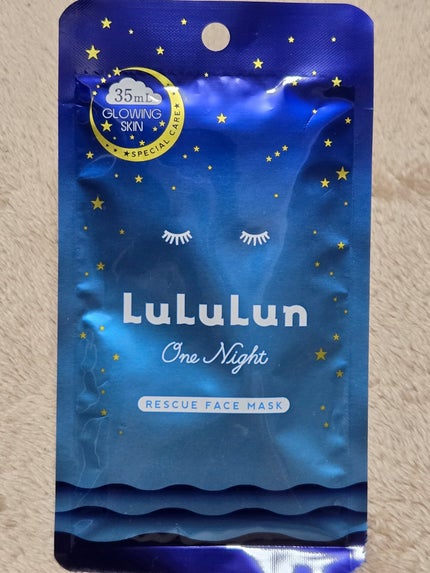 35mL
GLOWING
SKIN
SPECIAL CARE
LuLuLun
One Night
RESCUE FACE MASK